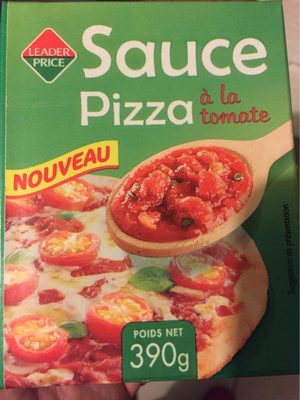 LEADER
PRICE
Sauce
Pizza à la
tomate
NOUVEAU
Suggestion de présentation
POIDS NET
390g